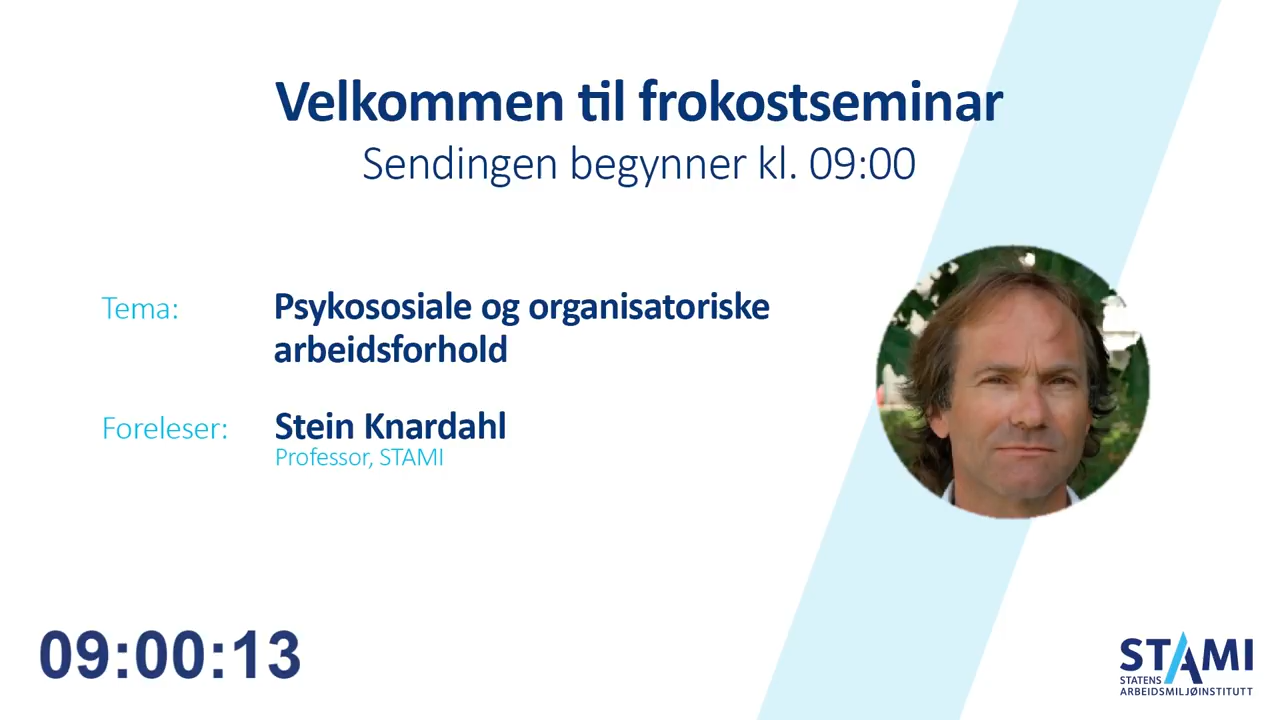 Velkommen til frokostseminar
Sendingen begynner kl. 09:00
Tema: Psykososiale og organisatoriske
arbeidsforhold
Foreleser: Stein Knardahl
Professor, STAMI
09:00:13
STAMI
STATENS
ARBEIDSMILJØINSTITUTT